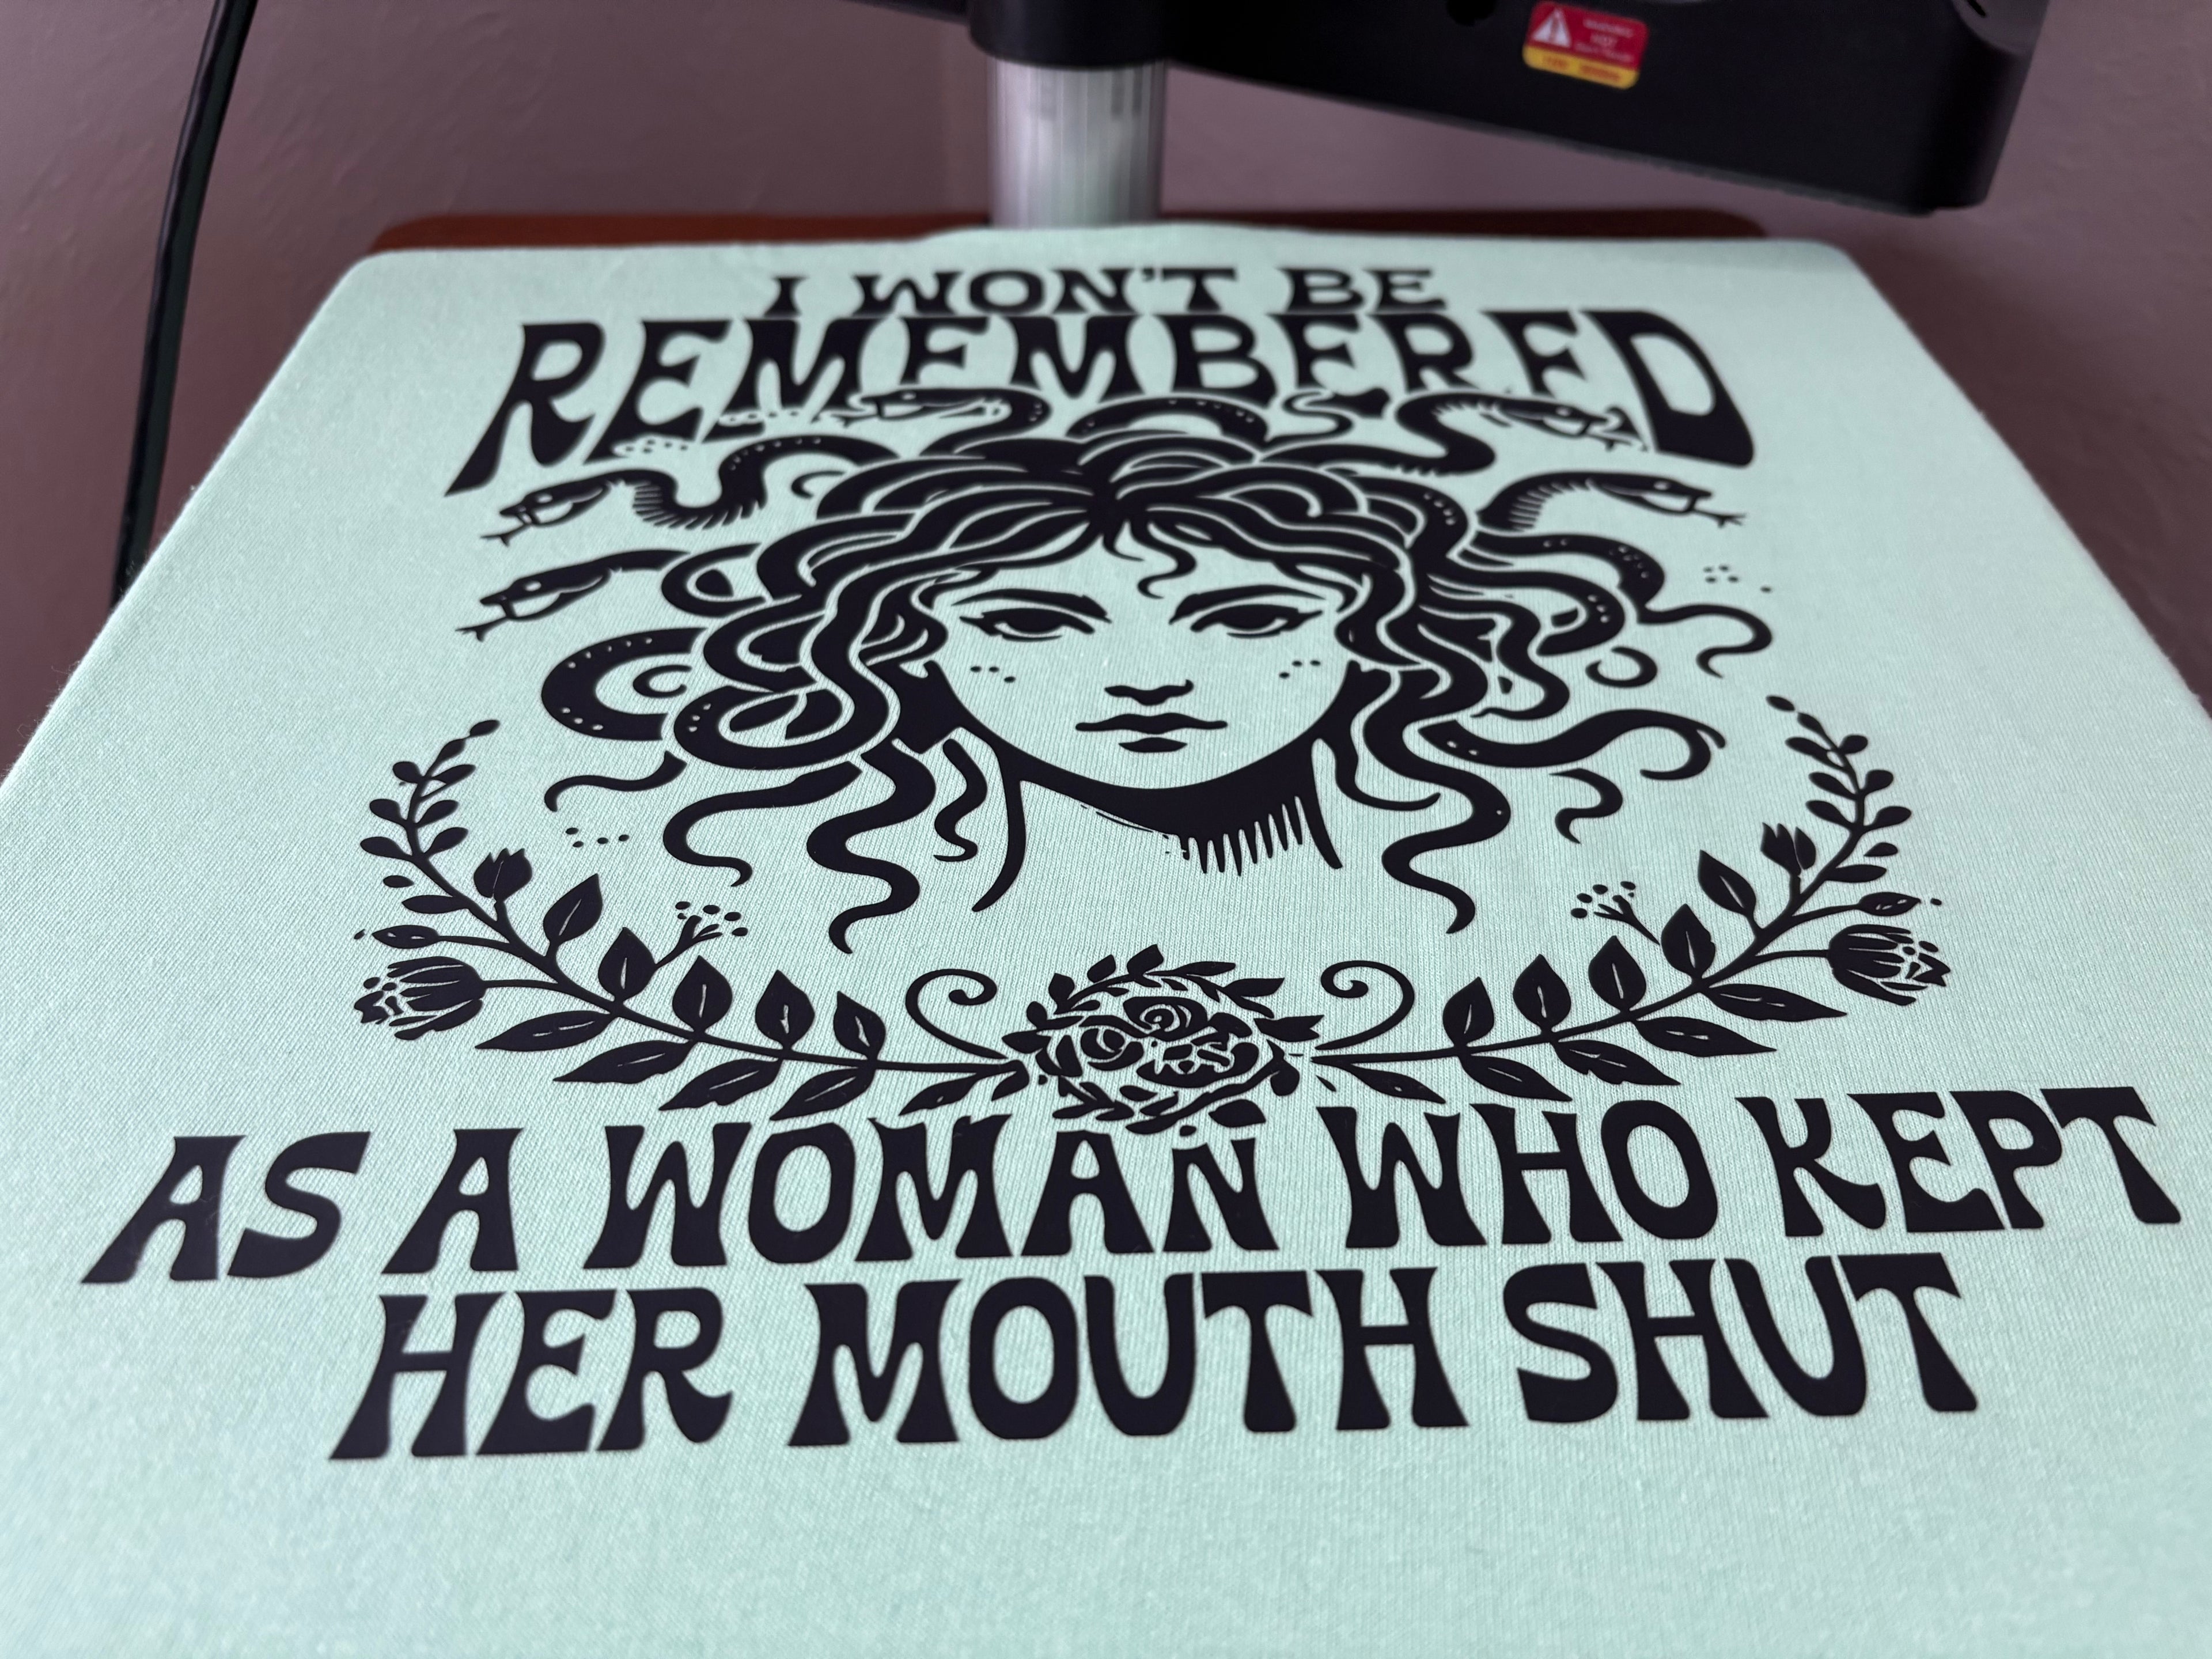 I WON'T BE
REMEMBERED
AS A WOMAN WHO KEPT
HER MOUTH SHUT